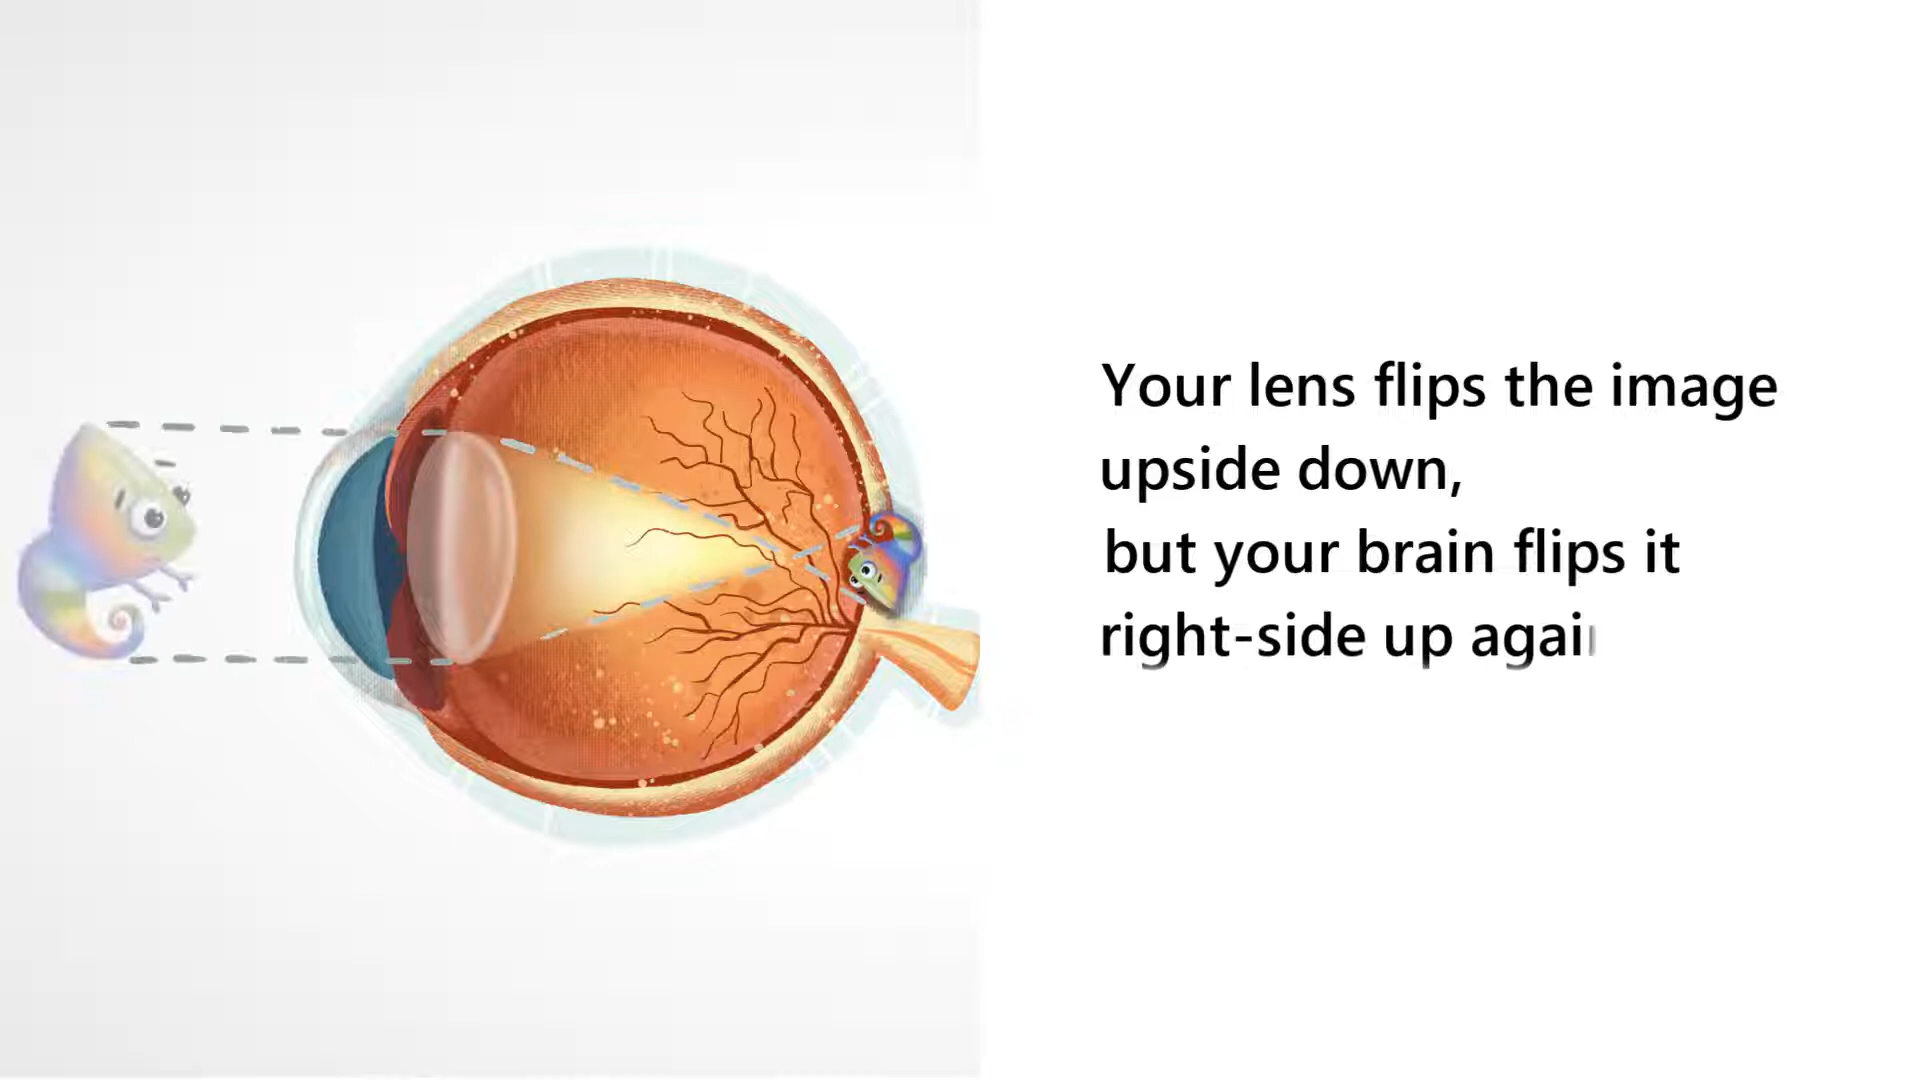 Your lens flips the image
upside down,
but your brain flips it
right-side up agai